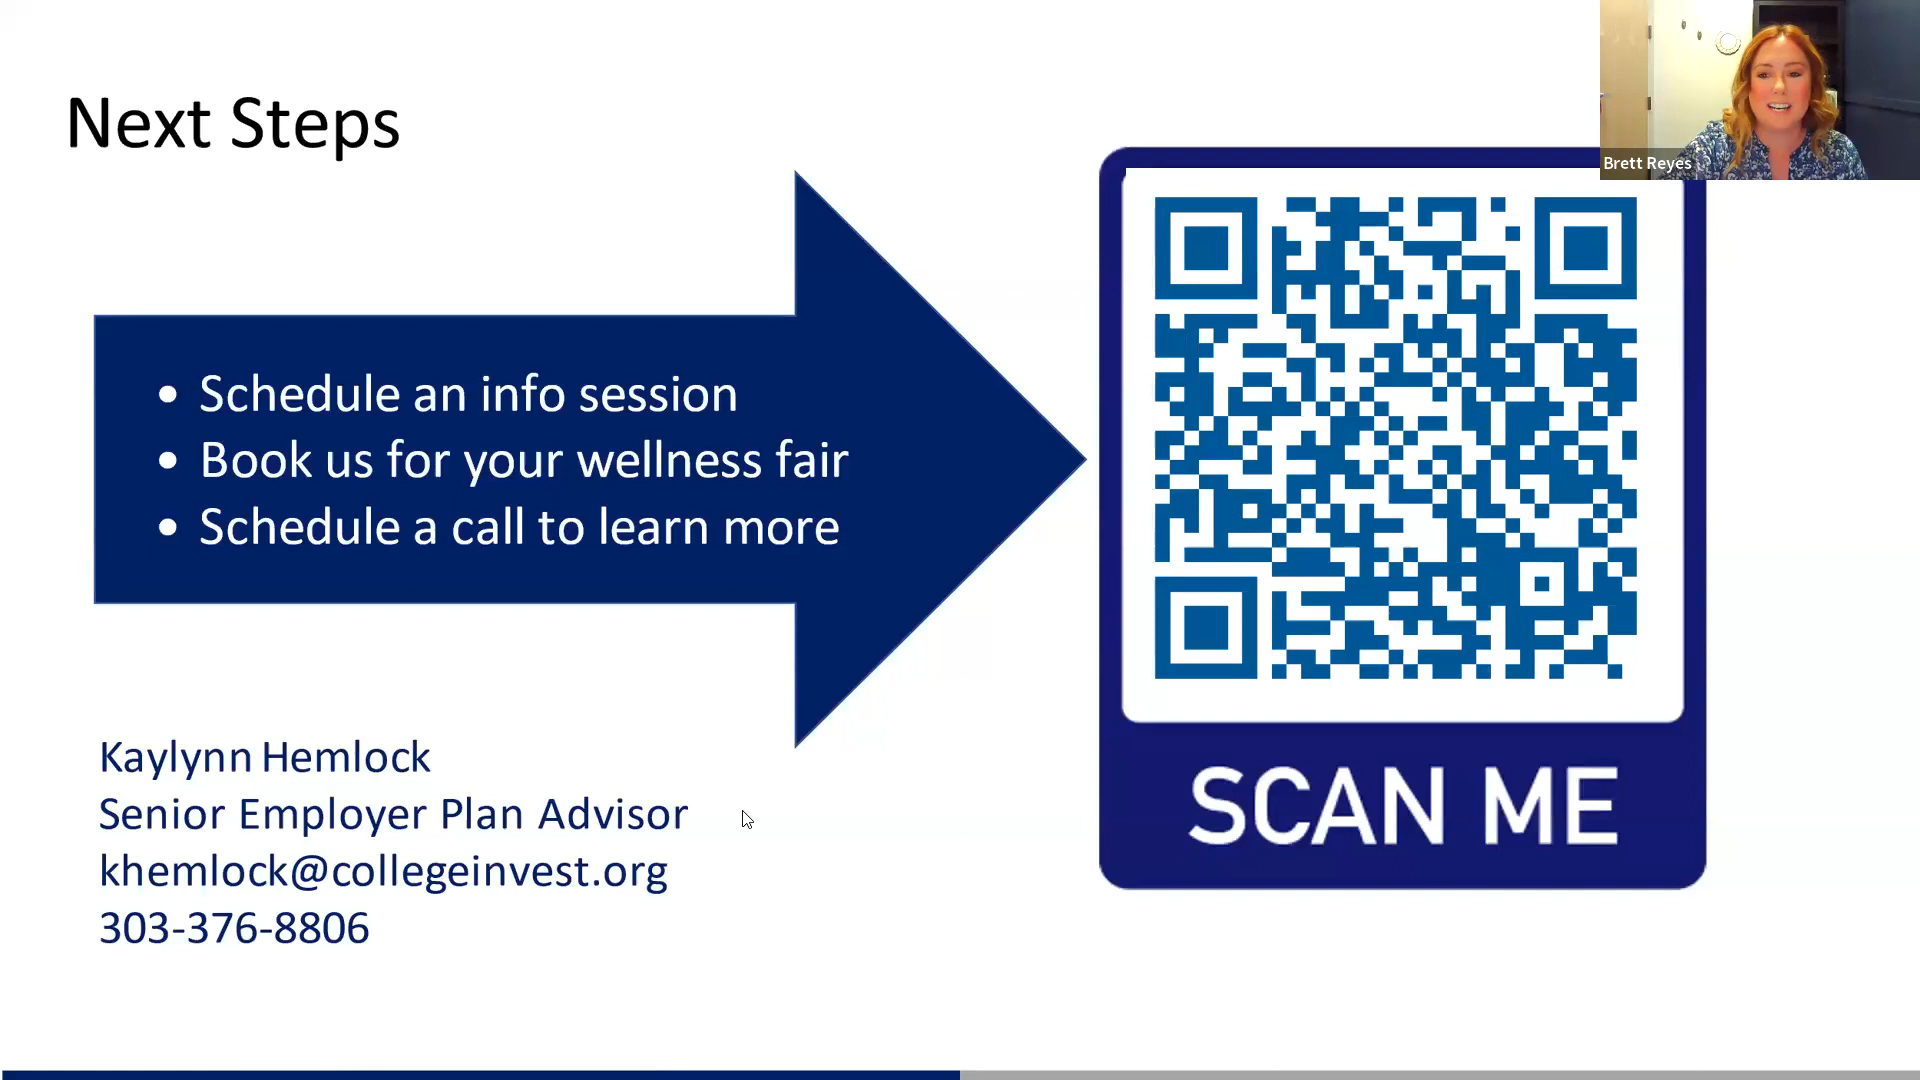 Next Steps
Brett Reyes
• Schedule an info session
• Book us for your wellness fair
• Schedule a call to learn more
Kaylynn Hemlock
Senior Employer Plan Advisor
khemlock@collegeinvest.org
303-376-8806
SCAN ME